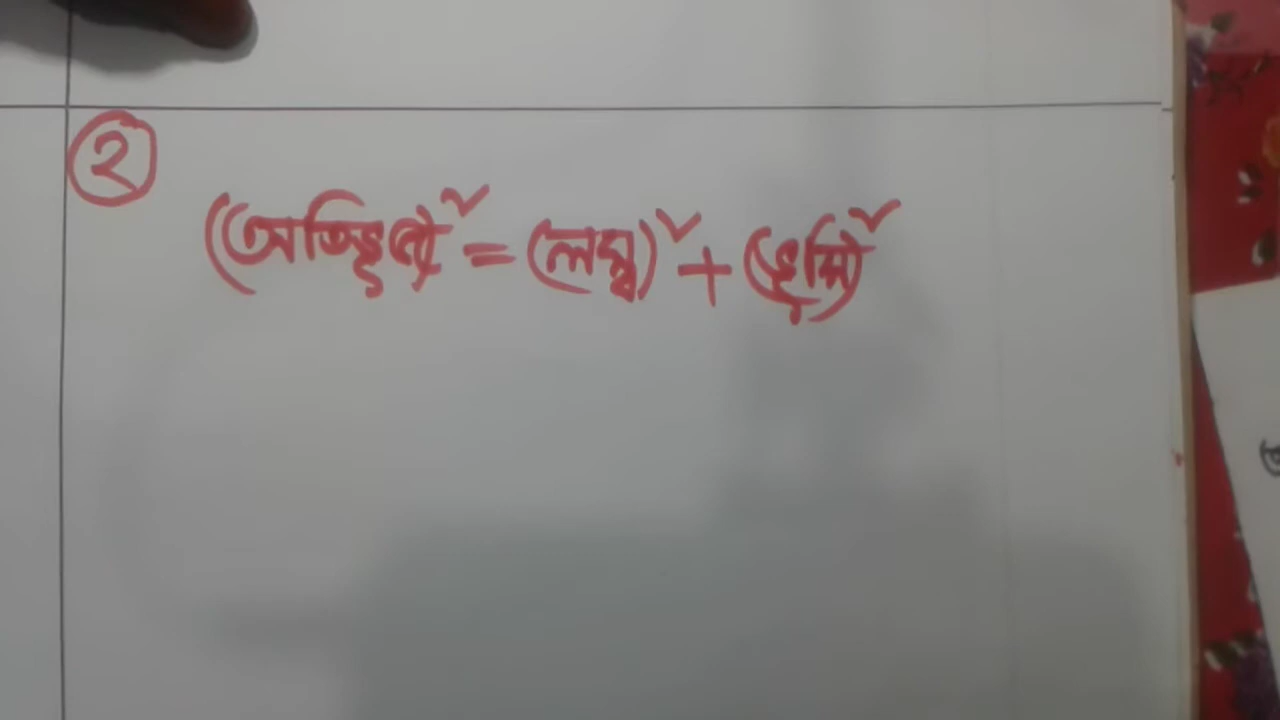 ২
(অতিভুজ)² = (লম্ব)² + (ভূমি)²